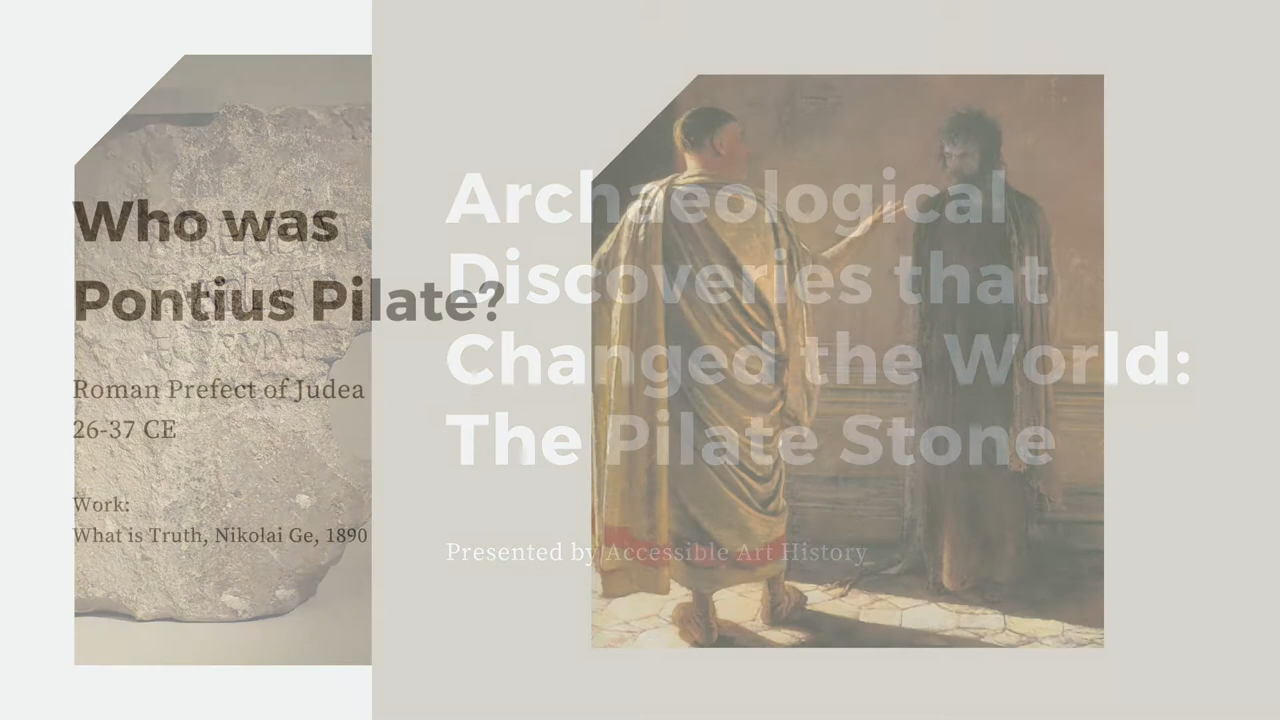 Who was
Pontius Pilate?
Roman Prefect of Judea
26-37 CE
Work:
What is Truth, Nikolai Ge, 1890
Archaeological
Discoveries that
Changed the World:
The Pilate Stone
Presented by Accessible Art History